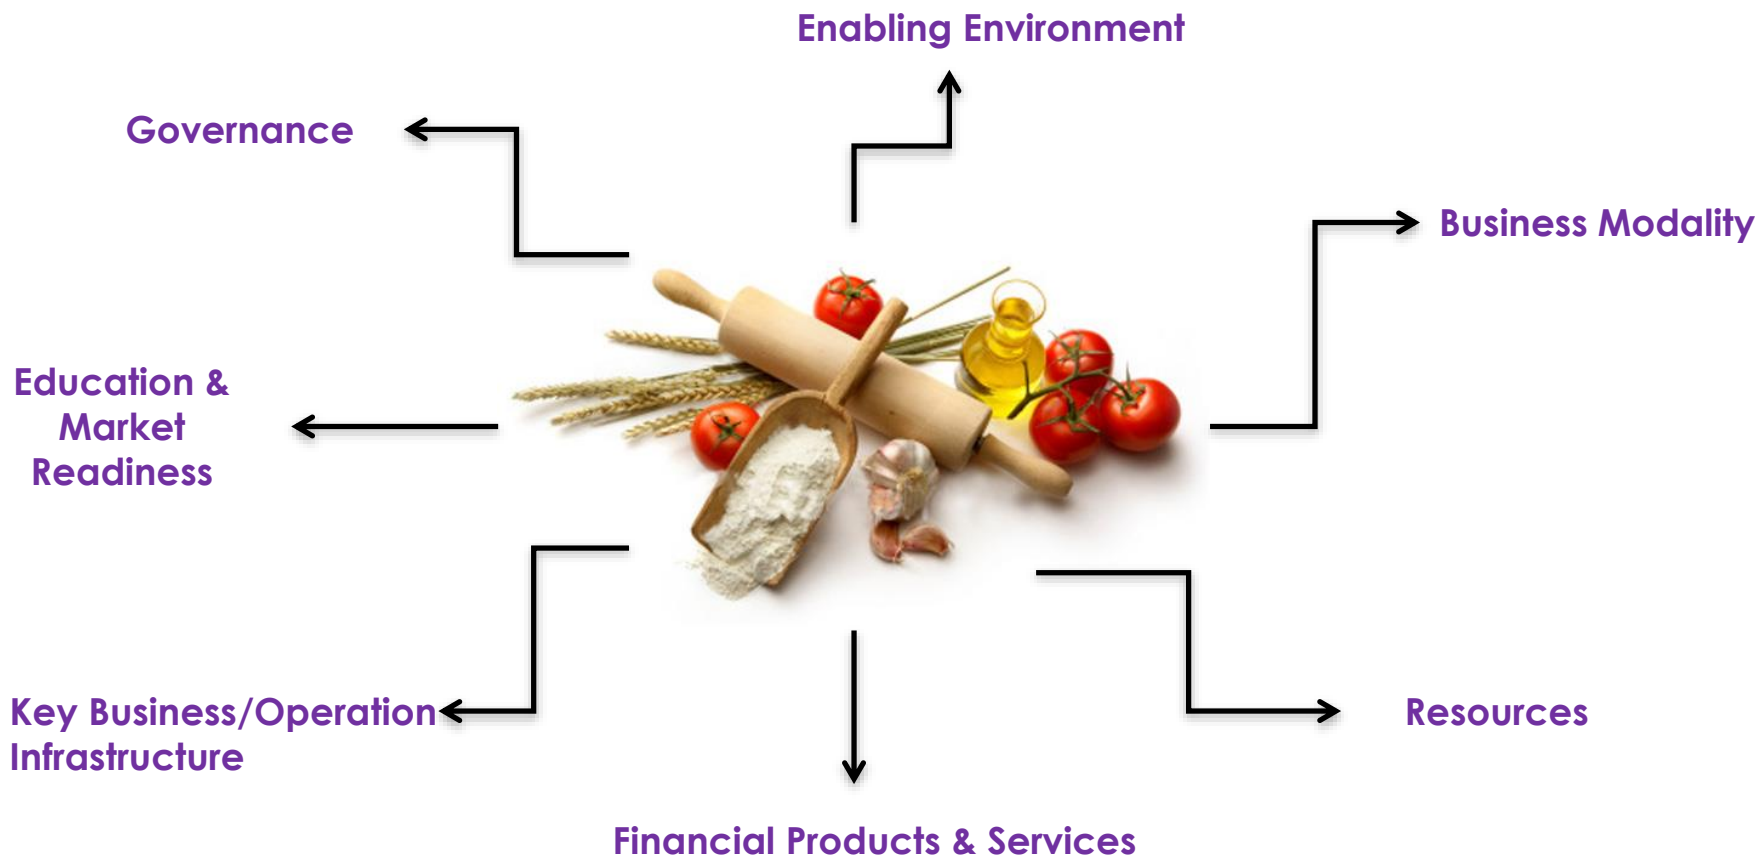 Enabling Environment
Governance
Business Modality
Education &
Market
Readiness
Key Business/Operation
Infrastructure
Resources
Financial Products & Services